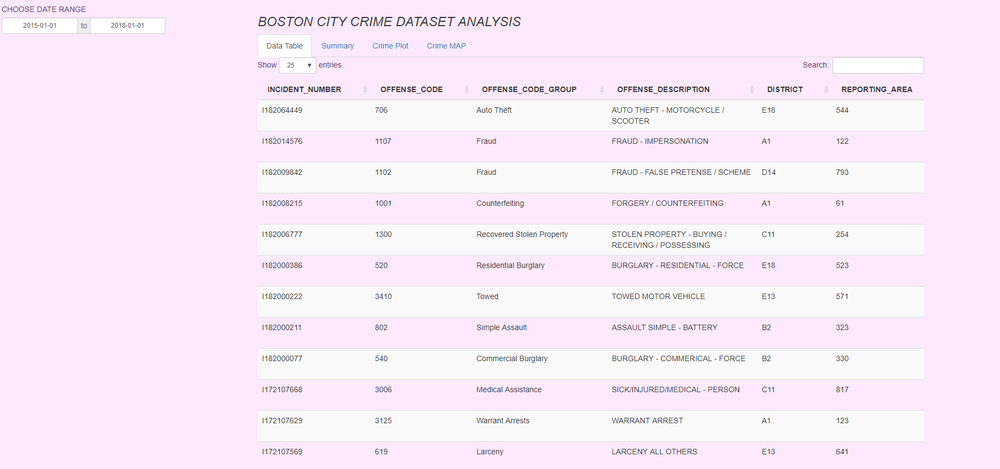 CHOOSE DATE RANGE
2015-01-01 to 2018-01-01
BOSTON CITY CRIME DATASET ANALYSIS
Data Table Summary Crime Plot Crime MAP
Show 25 entries Search:
INCIDENT_NUMBER OFFENSE_CODE OFFENSE_CODE_GROUP OFFENSE_DESCRIPTION DISTRICT REPORTING_AREA
I182064449 706 Auto Theft AUTO THEFT - MOTORCYCLE / E18 544
SCOOTER
I182014576 1107 Fraud FRAUD - IMPERSONATION A1 122
I182009842 1102 Fraud FRAUD - FALSE PRETENSE / SCHEME D14 793
I182008215 1001 Counterfeiting FORGERY / COUNTERFEITING A1 61
I182006777 1300 Recovered Stolen Property STOLEN PROPERTY - BUYING / C11 254
RECEIVING / POSSESSING
I182000386 520 Residential Burglary BURGLARY - RESIDENTIAL - FORCE E18 523
I182000222 3410 Towed TOWED MOTOR VEHICLE E13 571
I182000211 802 Simple Assault ASSAULT SIMPLE - BATTERY B2 323
I182000077 540 Commercial Burglary BURGLARY - COMMERICAL - FORCE B2 330
I172107668 3006 Medical Assistance SICK/INJURED/MEDICAL - PERSON C11 817
I172107629 3125 Warrant Arrests WARRANT ARREST A1 123
I172107569 619 Larceny LARCENY ALL OTHERS E13 641